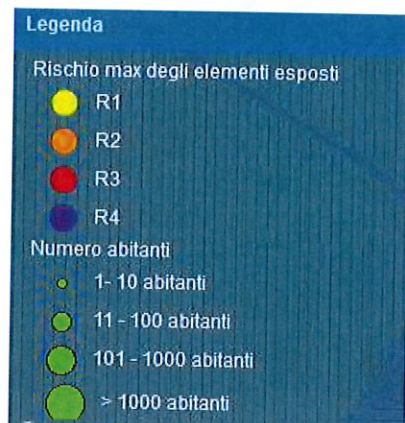 Legenda
Rischio max degli elementi esposti
R1
R2
R3
R4
Numero abitanti
1- 10 abitanti
11 - 100 abitanti
101 - 1000 abitanti
> 1000 abitanti